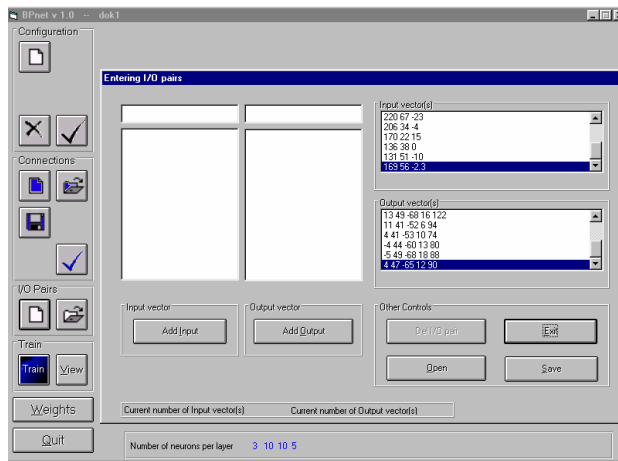 BPnet v 1.0 -- dok1
Configuration
Connections
I/O Pairs
Train
Train
View
Weights
Quit
Entering I/O pairs
Input vector(s)
220 67 -23
206 34 -4
170 22 15
136 38 0
131 51 -10
169 56 -2.3
Output vector(s)
13 49 -68 16 122
11 41 -52 6 94
4 41 -53 10 74
-4 44 -60 13 80
-5 49 -68 18 88
4 47 -65 12 90
Input vector
Add Input
Output vector
Add Output
Other Controls
Del I/O pair
Exit
Open
Save
Current number of Input vector(s)
Current number of Output vector(s)
Number of neurons per layer 3 10 10 5